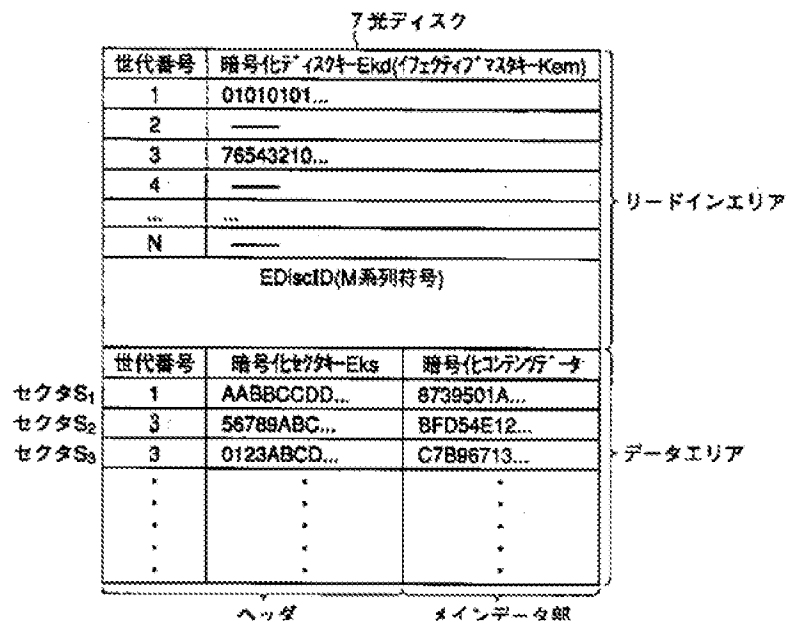 7 光ディスク
世代番号 暗号化ディスクキーEkd(イフェクティブマスタキーKem)
1 01010101...
2 ——
3 76543210...
4 ——
... ...
N ——
リードインエリア
EDiscID(M系列符号)
世代番号 暗号化セクタキーEks 暗号化コンテンツデータ
セクタS₁ 1 AABBCCDD... 8739501A...
セクタS₂ 3 56789ABC... BFD54E12...
セクタS₃ 3 0123ABCD... C7B96713...
データエリア
ヘッダ メインデータ部